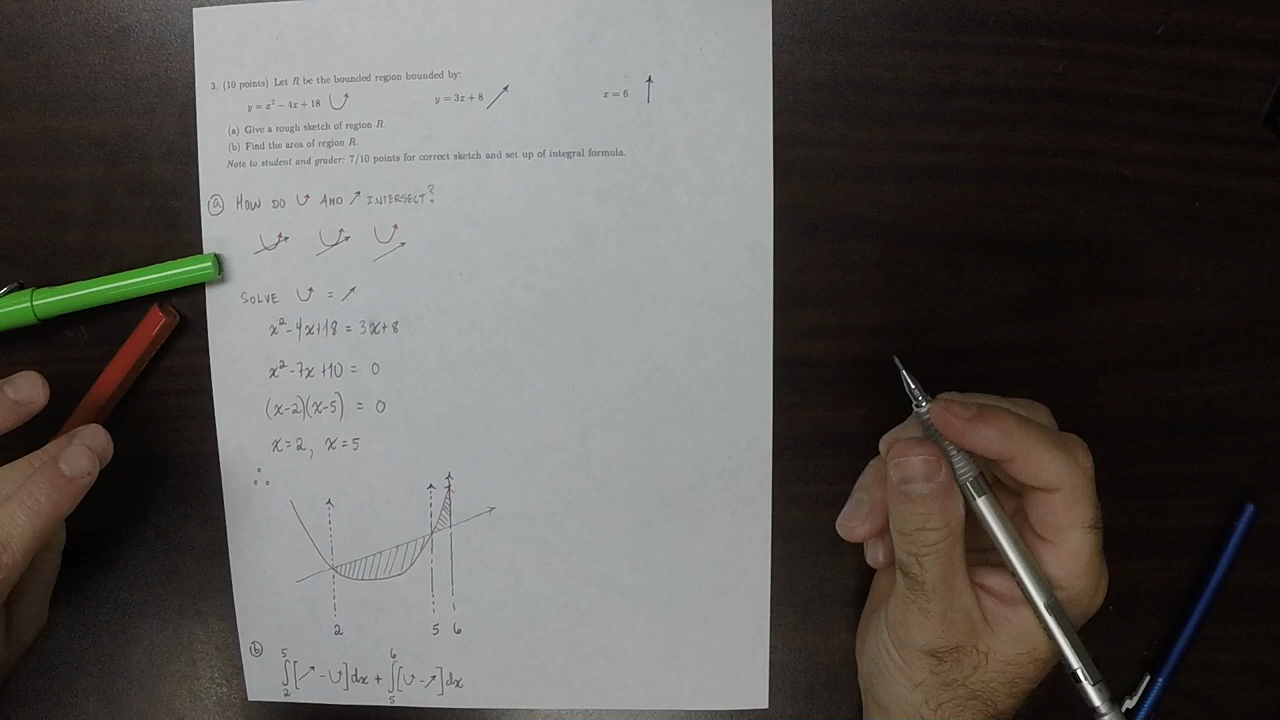 3. (10 points) Let R be the bounded region bounded by:
y = x² − 4x + 18 y = 3x + 8 x = 6
(a) Give a rough sketch of region R.
(b) Find the area of region R.
Note to student and grader: 7/10 points for correct sketch and set up of integral formula.
ⓐ HOW DO ∪ AND ↗ INTERSECT?
SOLVE ∪ = ↗
x²-4x+18 = 3x+8
x²-7x+10 = 0
(x-2)(x-5) = 0
x=2, x=5
∴
2 5 6
ⓑ ∫₂⁵[↗-∪]dx + ∫₅⁶[∪-↗]dx